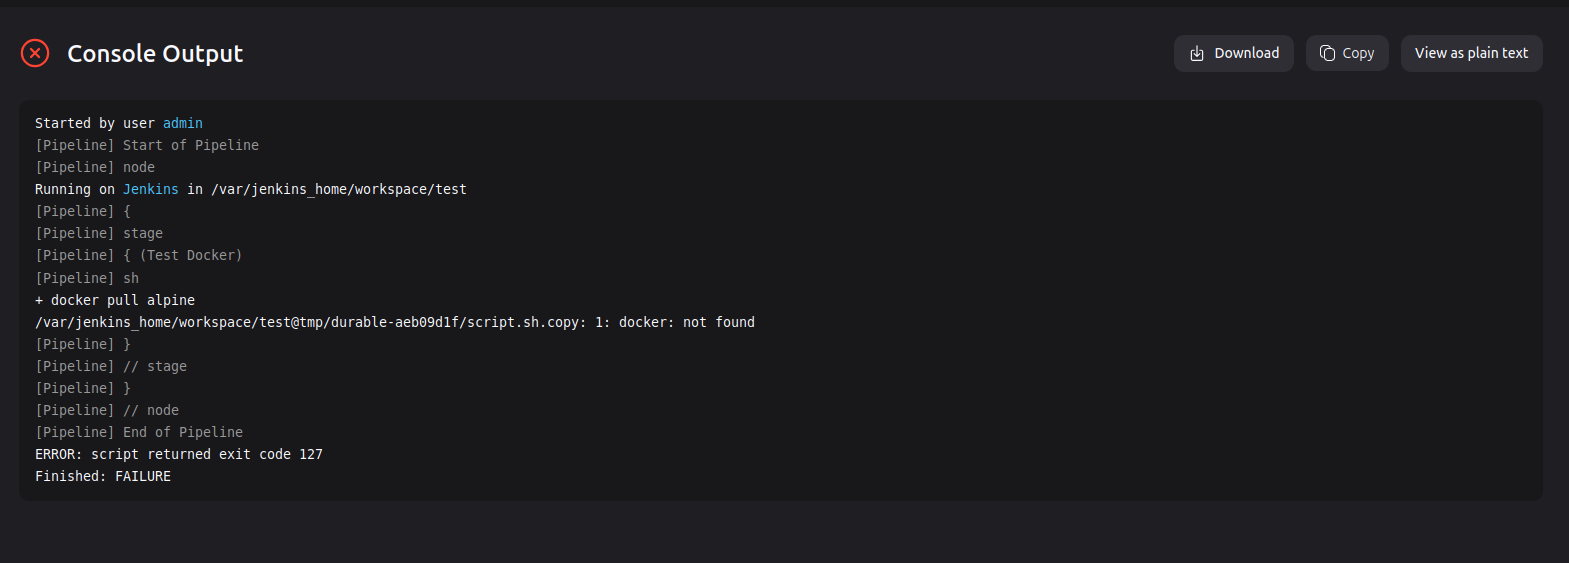 Console Output
Download
Copy
View as plain text
Started by user admin
[Pipeline] Start of Pipeline
[Pipeline] node
Running on Jenkins in /var/jenkins_home/workspace/test
[Pipeline] {
[Pipeline] stage
[Pipeline] { (Test Docker)
[Pipeline] sh
+ docker pull alpine
/var/jenkins_home/workspace/test@tmp/durable-aeb09d1f/script.sh.copy: 1: docker: not found
[Pipeline] }
[Pipeline] // stage
[Pipeline] }
[Pipeline] // node
[Pipeline] End of Pipeline
ERROR: script returned exit code 127
Finished: FAILURE